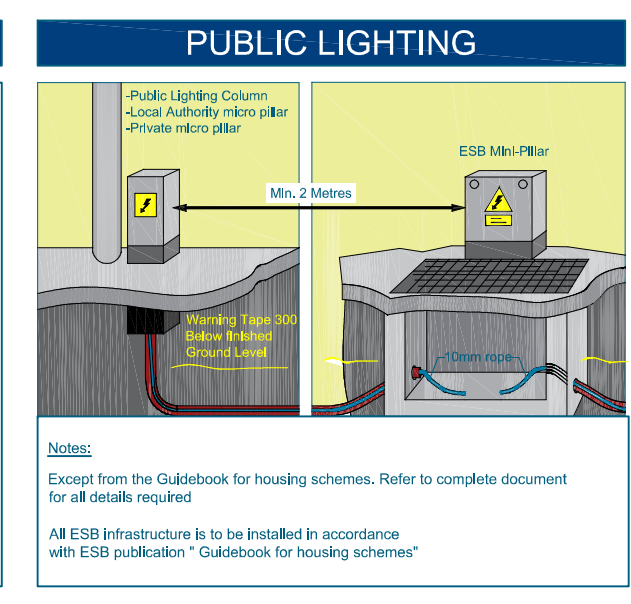 PUBLIC LIGHTING
-Public Lighting Column
-Local Authority micro pillar
-Private micro pillar
ESB Mini-Pillar
Min. 2 Metres
Warning Tape 300
Below finished
Ground Level
10mm rope
Notes:
Except from the Guidebook for housing schemes. Refer to complete document
for all details required
All ESB infrastructure is to be installed in accordance
with ESB publication " Guidebook for housing schemes"